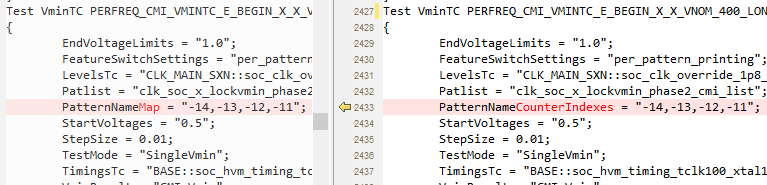 Test VminTC PERFREQ_CMI_VMINTC_E_BEGIN_X_X_V
{
EndVoltageLimits = "1.0";
FeatureSwitchSettings = "per_pattern
LevelsTc = "CLK_MAIN_SXN::soc_clk_ov
Patlist = "clk_soc_x_lockvmin_phase2
PatternNameMap = "-14,-13,-12,-11";
StartVoltages = "0.5";
StepSize = 0.01;
TestMode = "SingleVmin";
TimingsTc = "BASE::soc_hvm_timing_tc
2427 Test VminTC PERFREQ_CMI_VMINTC_E_BEGIN_X_X_VNOM_400_LON
2428 {
2429 EndVoltageLimits = "1.0";
2430 FeatureSwitchSettings = "per_pattern_printing";
2431 LevelsTc = "CLK_MAIN_SXN::soc_clk_override_1p8_
2432 Patlist = "clk_soc_x_lockvmin_phase2_cmi_list";
2433 PatternNameCounterIndexes = "-14,-13,-12,-11";
2434 StartVoltages = "0.5";
2435 StepSize = 0.01;
2436 TestMode = "SingleVmin";
2437 TimingsTc = "BASE::soc_hvm_timing_tclk100_xtal1